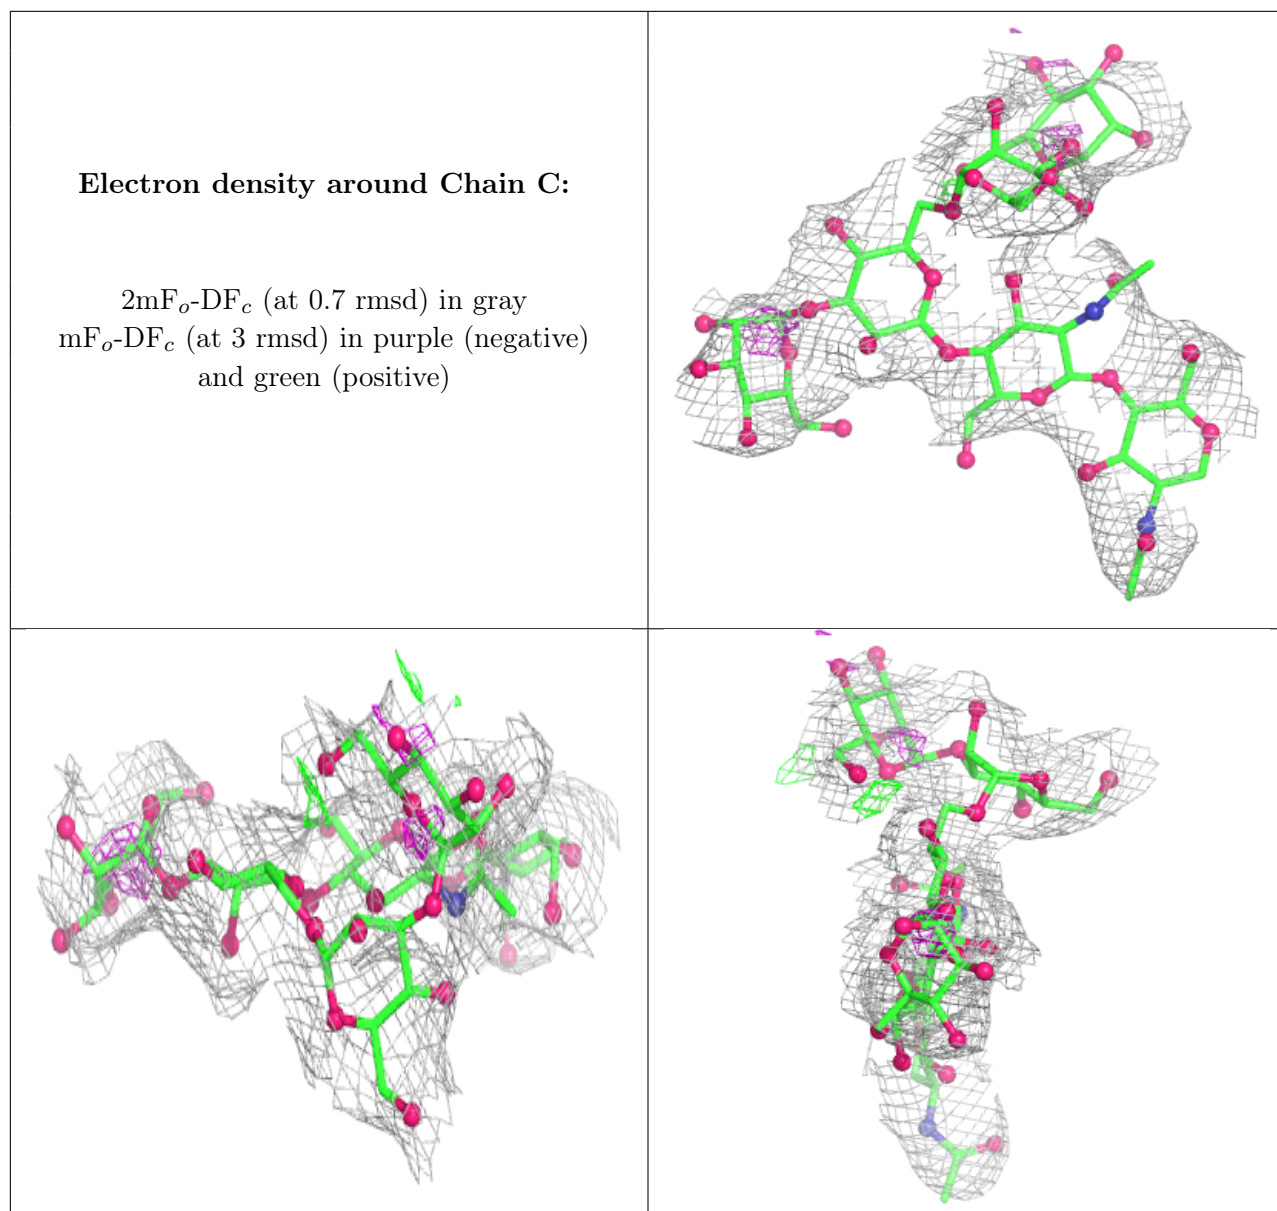 Electron density around Chain C:
2mFₒ-DF𝒸 (at 0.7 rmsd) in gray
mFₒ-DF𝒸 (at 3 rmsd) in purple (negative)
and green (positive)